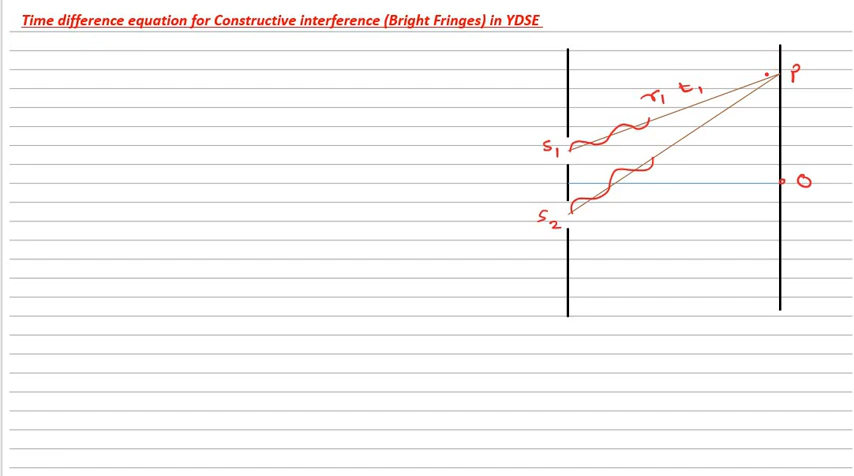 Time difference equation for Constructive interference (Bright Fringes) in YDSE
r₁ t₁
P
S₁
O
S₂